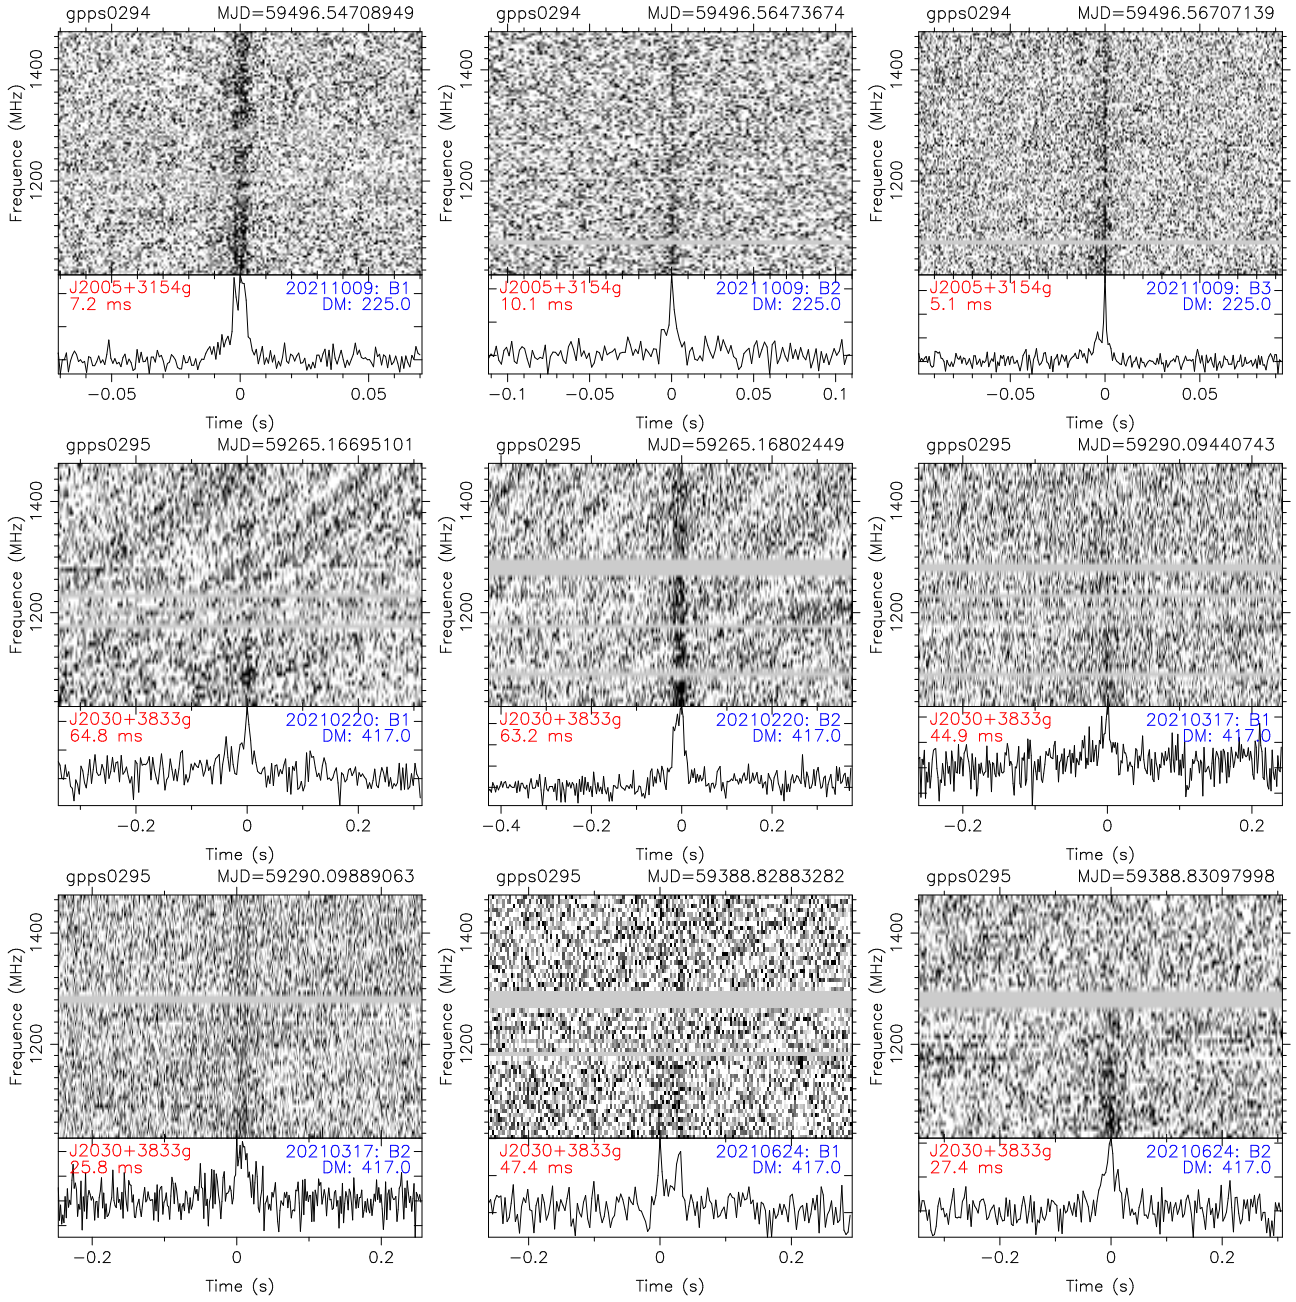 gpps0294 MJD=59496.54708949
Frequence (MHz)
1400
1200
J2005+3154g 20211009: B1
7.2 ms DM: 225.0
−0.05 0 0.05
Time (s)
gpps0294 MJD=59496.56473674
Frequence (MHz)
1400
1200
J2005+3154g 20211009: B2
10.1 ms DM: 225.0
−0.1 −0.05 0 0.05 0.1
Time (s)
gpps0294 MJD=59496.56707139
Frequence (MHz)
1400
1200
J2005+3154g 20211009: B3
5.1 ms DM: 225.0
−0.05 0 0.05
Time (s)
gpps0295 MJD=59265.16695101
Frequence (MHz)
1400
1200
J2030+3833g 20210220: B1
64.8 ms DM: 417.0
−0.2 0 0.2
Time (s)
gpps0295 MJD=59265.16802449
Frequence (MHz)
1400
1200
J2030+3833g 20210220: B2
63.2 ms DM: 417.0
−0.4 −0.2 0 0.2
Time (s)
gpps0295 MJD=59290.09440743
Frequence (MHz)
1400
1200
J2030+3833g 20210317: B1
44.9 ms DM: 417.0
−0.2 0 0.2
Time (s)
gpps0295 MJD=59290.09889063
Frequence (MHz)
1400
1200
J2030+3833g 20210317: B2
25.8 ms DM: 417.0
−0.2 0 0.2
Time (s)
gpps0295 MJD=59388.82883282
Frequence (MHz)
1400
1200
J2030+3833g 20210624: B1
47.4 ms DM: 417.0
−0.2 0 0.2
Time (s)
gpps0295 MJD=59388.83097998
Frequence (MHz)
1400
1200
J2030+3833g 20210624: B2
27.4 ms DM: 417.0
−0.2 0 0.2
Time (s)